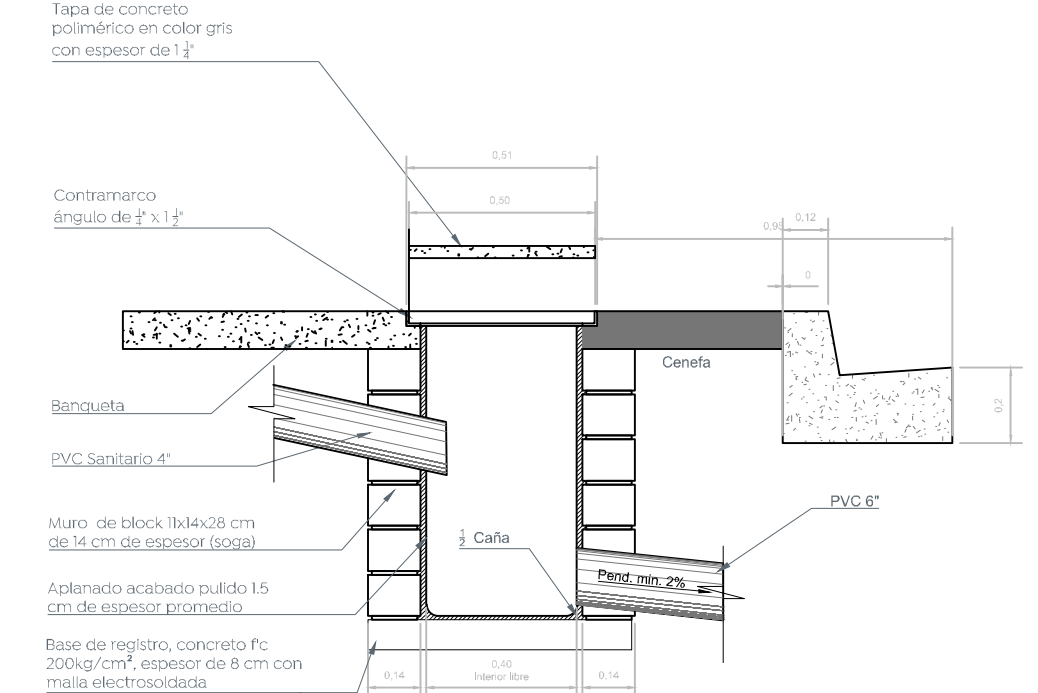 Tapa de concreto
polimérico en color gris
con espesor de 1 1/4"
0,51
Contramarco
ángulo de 1/4" x 1 1/2"
0,50
0,12
0
Cenefa
Banqueta
0,2
PVC Sanitario 4"
PVC 6"
Muro de block 11x14x28 cm
de 14 cm de espesor (soga)
1/2 Caña
Pend. mín. 2%
Aplanado acabado pulido 1.5
cm de espesor promedio
Base de registro, concreto f'c
200kg/cm², espesor de 8 cm con
malla electrosoldada
0,14
0,40
Interior libre
0,14